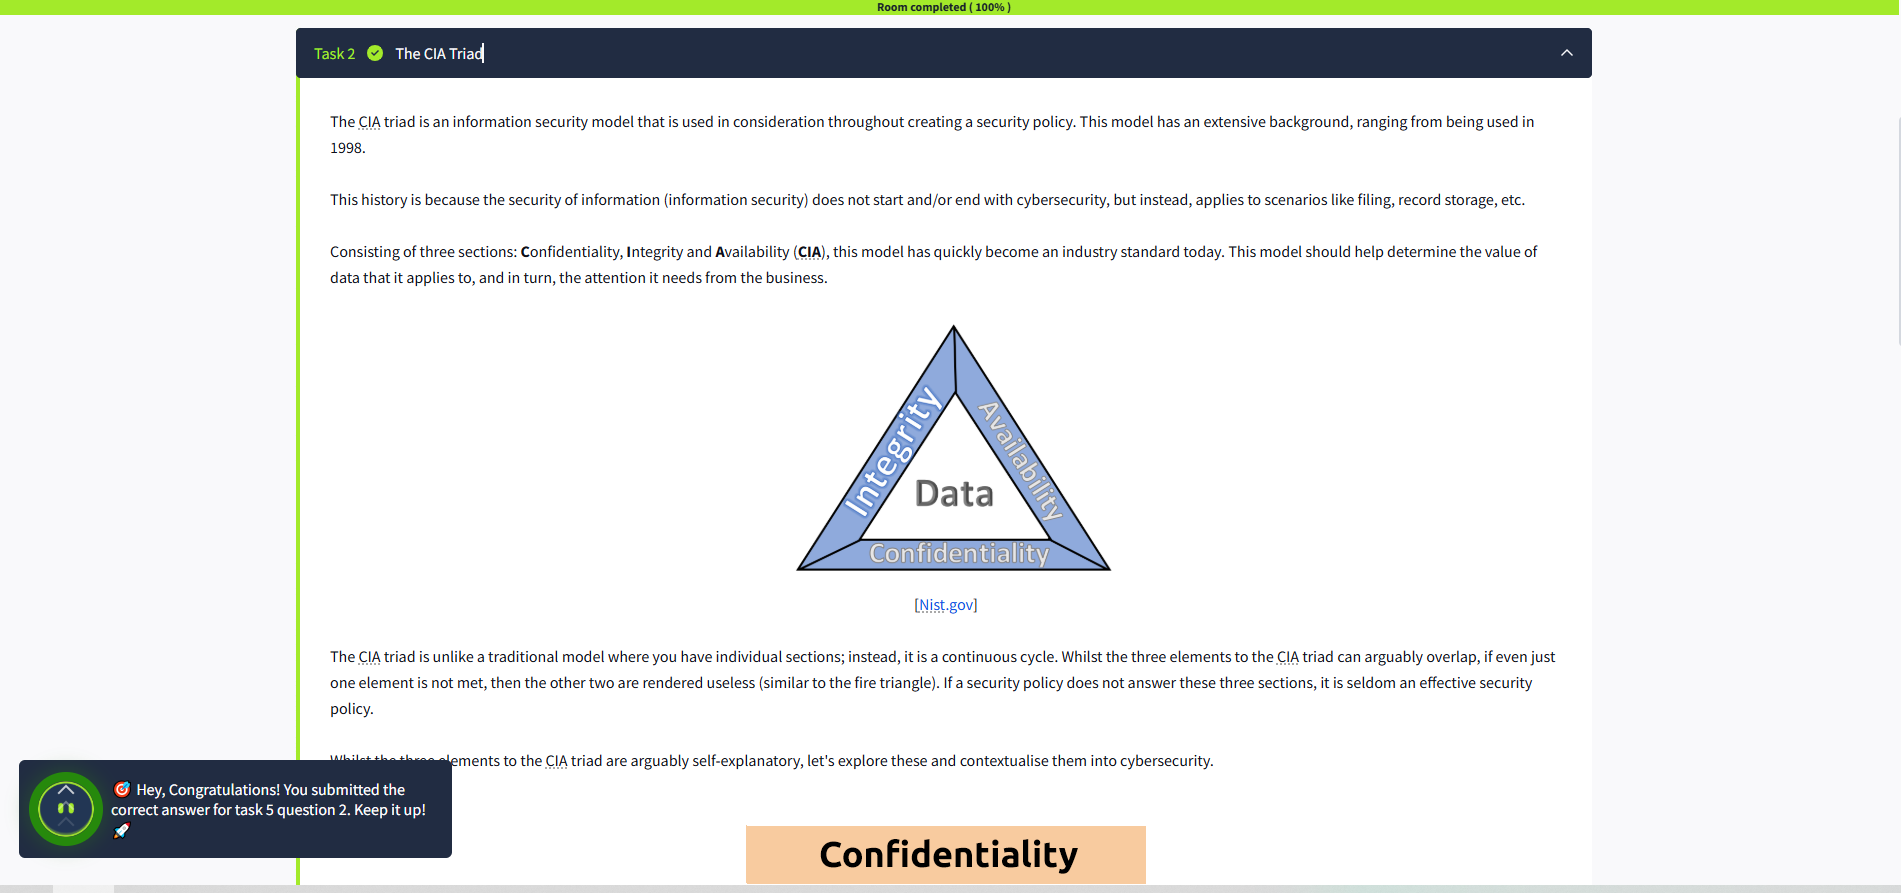 Room completed ( 100% )
Task 2 The CIA Triad
The CIA triad is an information security model that is used in consideration throughout creating a security policy. This model has an extensive background, ranging from being used in
1998.
This history is because the security of information (information security) does not start and/or end with cybersecurity, but instead, applies to scenarios like filing, record storage, etc.
Consisting of three sections: Confidentiality, Integrity and Availability (CIA), this model has quickly become an industry standard today. This model should help determine the value of
data that it applies to, and in turn, the attention it needs from the business.
Integrity
Availability
Data
Confidentiality
[Nist.gov]
The CIA triad is unlike a traditional model where you have individual sections; instead, it is a continuous cycle. Whilst the three elements to the CIA triad can arguably overlap, if even just
one element is not met, then the other two are rendered useless (similar to the fire triangle). If a security policy does not answer these three sections, it is seldom an effective security
policy.
Whilst the three elements to the CIA triad are arguably self-explanatory, let's explore these and contextualise them into cybersecurity.
🎯 Hey, Congratulations! You submitted the
correct answer for task 5 question 2. Keep it up!
🚀
Confidentiality